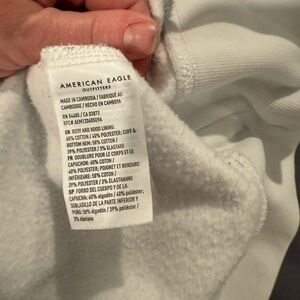 AMERICAN EAGLE
OUTFITTERS
MADE IN CAMBODIA / FABRIQUÉ AU
CAMBODGE / HECHO EN CAMBOYA
RN 54485 / CA 03875
EN: BODY AND HOOD LINING:
60% COTTON / 40% POLYESTER; CUFF &
BOTTOM HEM: 58% COTTON /
39% POLYESTER / 3% ELASTANE
FR: DOUBLURE POUR LE CORPS ET LE
CAPUCHON: 60% COTON /
40% POLYESTER; POIGNET ET BORDURE
INFÉRIEURE: 58% COTON /
39% POLYESTER / 3% ÉLASTHANNE
SP: FORRO DEL CUERPO Y DE LA
CAPUCHA: 60% algodón / 40% poliéster;
DOBLADILLO DE LA PARTE INFERIOR Y
PUÑO: 58% algodón / 39% poliéster /
3% elastano